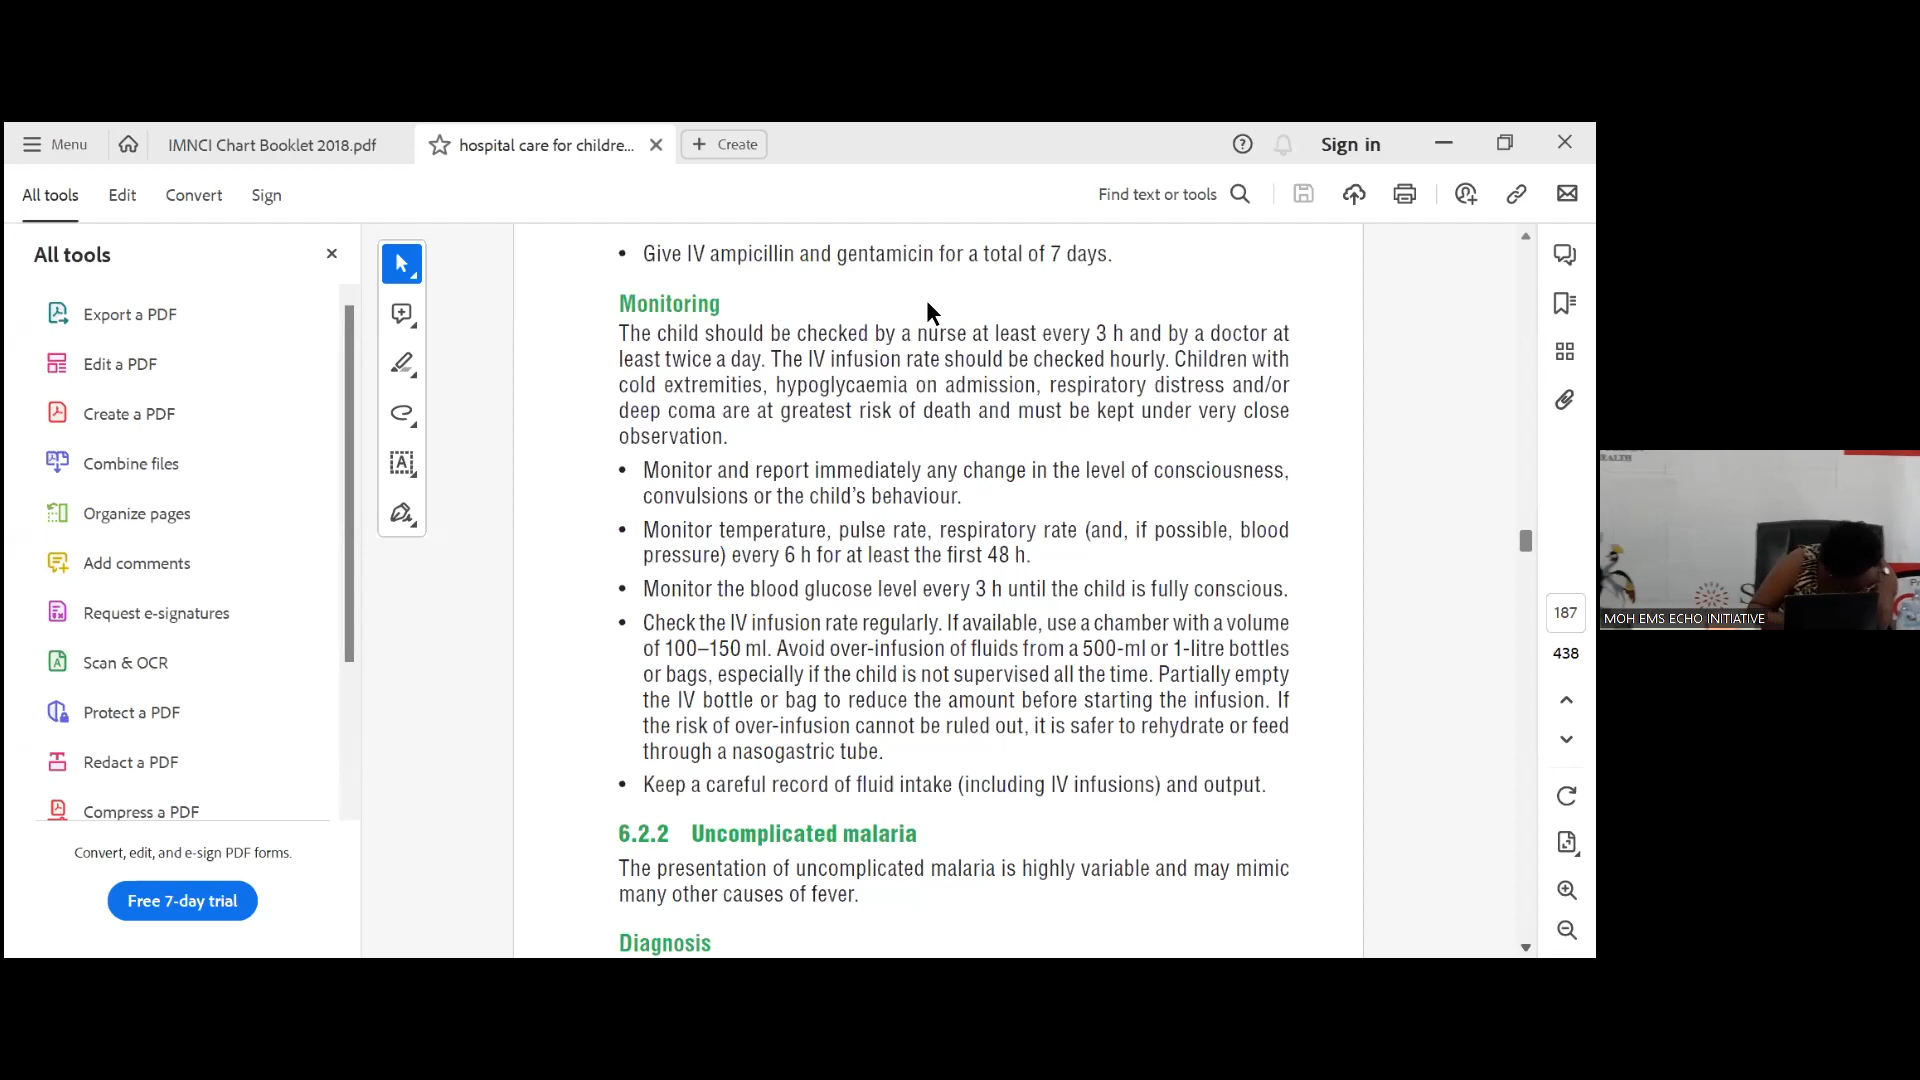 Menu
IMNCI Chart Booklet 2018.pdf
hospital care for childre...
Create
Sign in
All tools
Edit
Convert
Sign
Find text or tools
All tools
Export a PDF
Edit a PDF
Create a PDF
Combine files
Organize pages
Add comments
Request e-signatures
Scan & OCR
Protect a PDF
Redact a PDF
Compress a PDF
Convert, edit, and e-sign PDF forms.
Free 7-day trial
• Give IV ampicillin and gentamicin for a total of 7 days.
Monitoring
The child should be checked by a nurse at least every 3 h and by a doctor at
least twice a day. The IV infusion rate should be checked hourly. Children with
cold extremities, hypoglycaemia on admission, respiratory distress and/or
deep coma are at greatest risk of death and must be kept under very close
observation.
• Monitor and report immediately any change in the level of consciousness,
convulsions or the child's behaviour.
• Monitor temperature, pulse rate, respiratory rate (and, if possible, blood
pressure) every 6 h for at least the first 48 h.
• Monitor the blood glucose level every 3 h until the child is fully conscious.
• Check the IV infusion rate regularly. If available, use a chamber with a volume
of 100–150 ml. Avoid over-infusion of fluids from a 500-ml or 1-litre bottles
or bags, especially if the child is not supervised all the time. Partially empty
the IV bottle or bag to reduce the amount before starting the infusion. If
the risk of over-infusion cannot be ruled out, it is safer to rehydrate or feed
through a nasogastric tube.
• Keep a careful record of fluid intake (including IV infusions) and output.
6.2.2 Uncomplicated malaria
The presentation of uncomplicated malaria is highly variable and may mimic
many other causes of fever.
Diagnosis
187
438
MOH EMS ECHO INITIATIVE